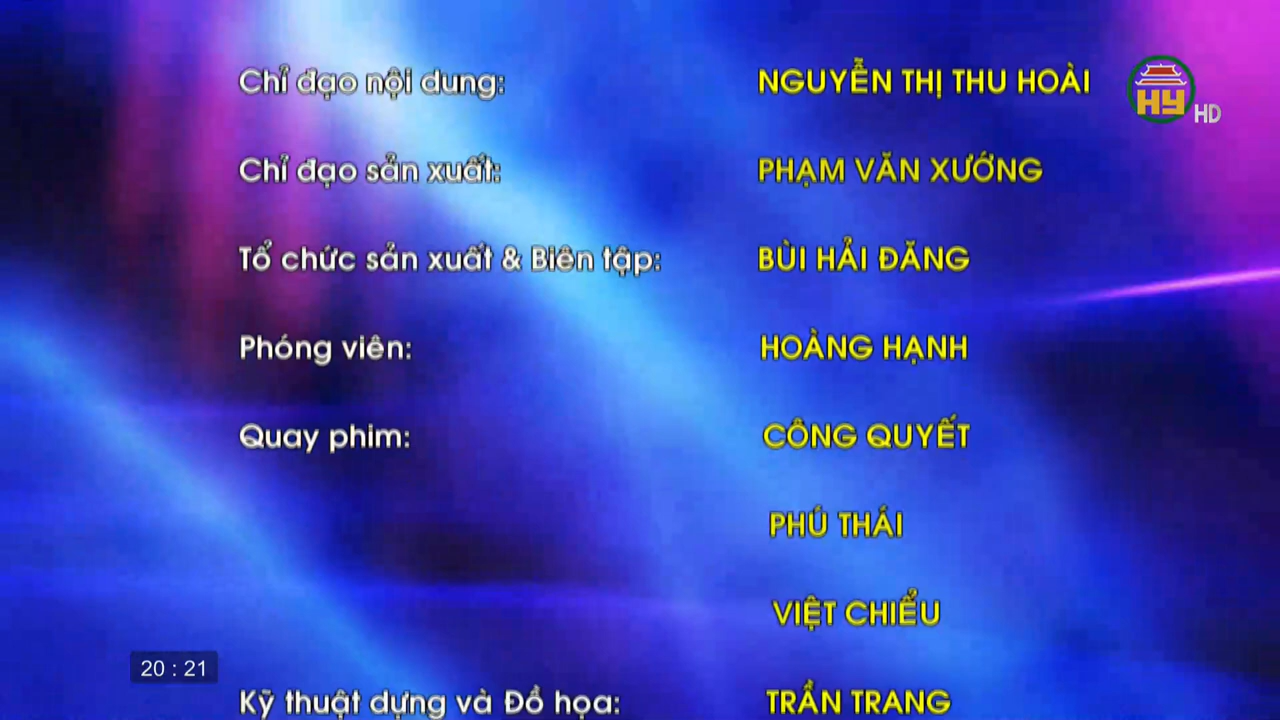 Chỉ đạo nội dung: NGUYỄN THỊ THU HOÀI
HY HD
Chỉ đạo sản xuất: PHẠM VĂN XƯỚNG
Tổ chức sản xuất & Biên tập: BÙI HẢI ĐĂNG
Phóng viên: HOÀNG HẠNH
Quay phim: CÔNG QUYẾT
PHÚ THÁI
VIỆT CHIỂU
20 : 21
Kỹ thuật dựng và Đồ họa: TRẦN TRANG